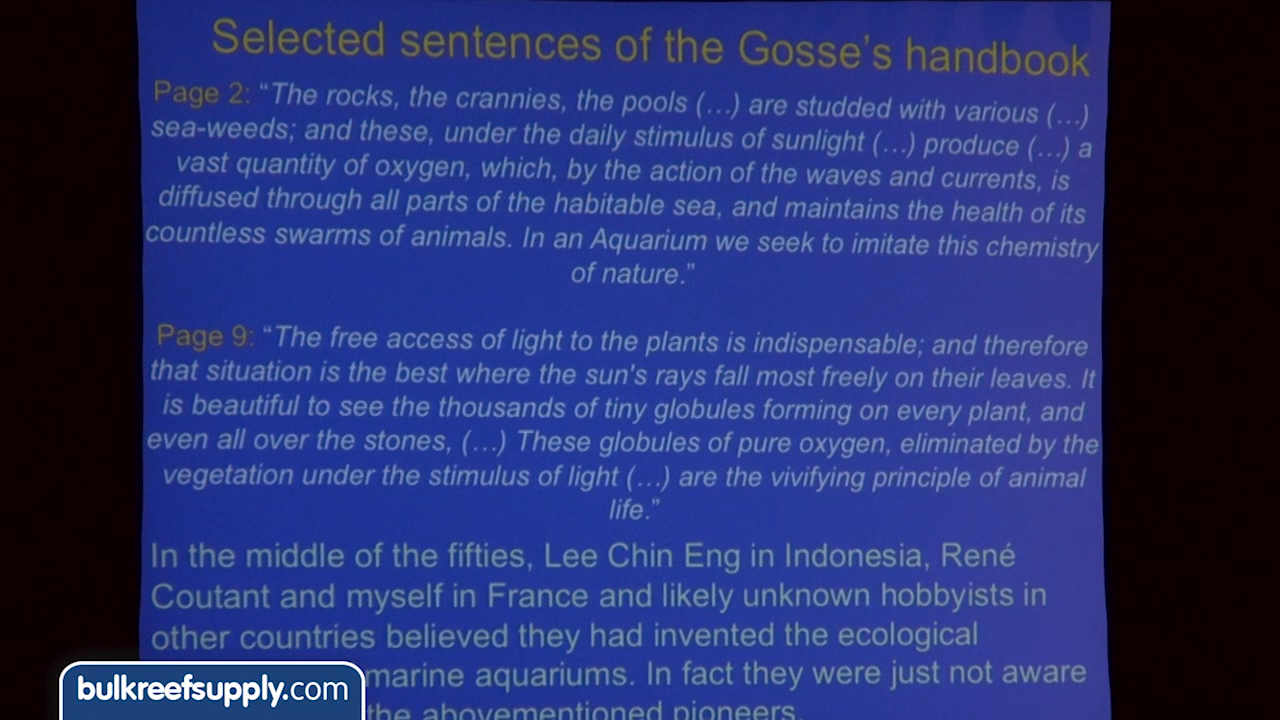 Selected sentences of the Gosse's handbook
Page 2: “The rocks, the crannies, the pools (…) are studded with various (…)
sea-weeds; and these, under the daily stimulus of sunlight (…) produce (…) a
vast quantity of oxygen, which, by the action of the waves and currents, is
diffused through all parts of the habitable sea, and maintains the health of its
countless swarms of animals. In an Aquarium we seek to imitate this chemistry
of nature.”
Page 9: “The free access of light to the plants is indispensable; and therefore
that situation is the best where the sun's rays fall most freely on their leaves. It
is beautiful to see the thousands of tiny globules forming on every plant, and
even all over the stones, (…) These globules of pure oxygen, eliminated by the
vegetation under the stimulus of light (…) are the vivifying principle of animal
life.”
In the middle of the fifties, Lee Chin Eng in Indonesia, René
Coutant and myself in France and likely unknown hobbyists in
other countries believed they had invented the ecological
marine aquariums. In fact they were just not aware
the abovementioned pioneers.
bulkreefsupply.com